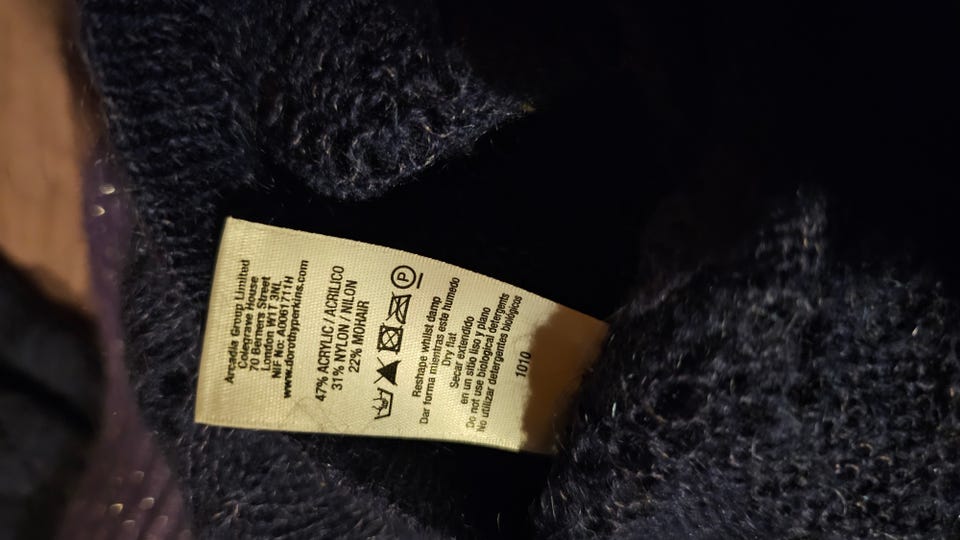 Arcadia Group Limited
Colegrave House
70 Berners Street
London W1T 3NL
NIF No: A0061711H
www.dorothyperkins.com
47% ACRYLIC / ACRILICO
31% NYLON / NILON
22% MOHAIR
P
Reshape whilst damp
Dar forma mientras este humedo
Dry flat
Secar extendido
en un sitio liso y plano
Do not use biological detergents
No utilizar detergentes biológicos
1010